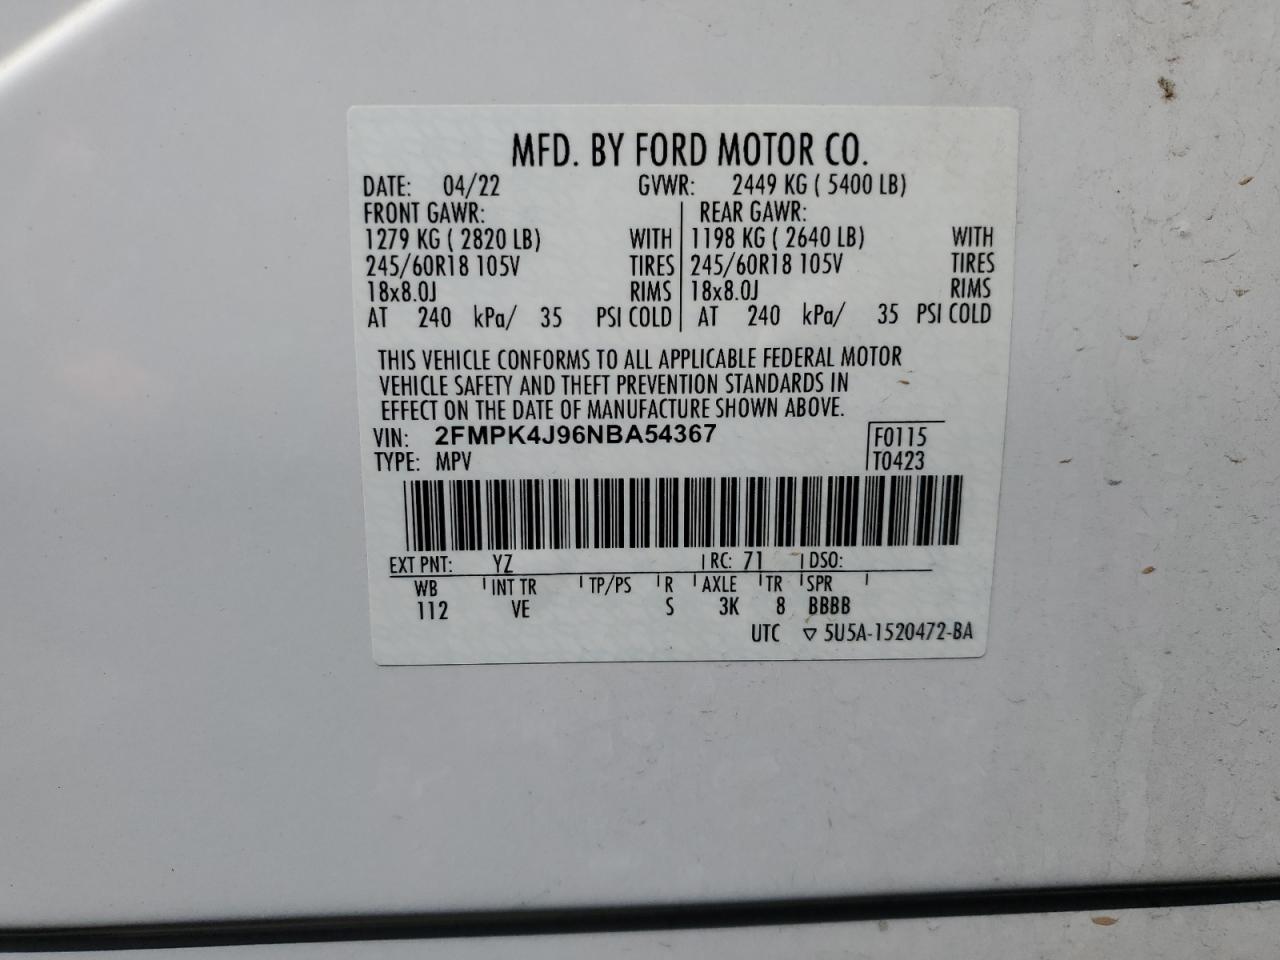 MFD. BY FORD MOTOR CO.
DATE: 04/22 GVWR: 2449 KG ( 5400 LB)
FRONT GAWR: REAR GAWR:
1279 KG ( 2820 LB) WITH 1198 KG ( 2640 LB) WITH
245/60R18 105V TIRES 245/60R18 105V TIRES
18x8.0J RIMS 18x8.0J RIMS
AT 240 kPa/ 35 PSI COLD AT 240 kPa/ 35 PSI COLD
THIS VEHICLE CONFORMS TO ALL APPLICABLE FEDERAL MOTOR
VEHICLE SAFETY AND THEFT PREVENTION STANDARDS IN
EFFECT ON THE DATE OF MANUFACTURE SHOWN ABOVE.
VIN: 2FMPK4J96NBA54367 F0115
TYPE: MPV T0423
EXT PNT: YZ RC: 71 DSO:
WB INT TR TP/PS R AXLE TR SPR
112 VE S 3K 8 BBBB
UTC ▽ 5U5A-1520472-BA